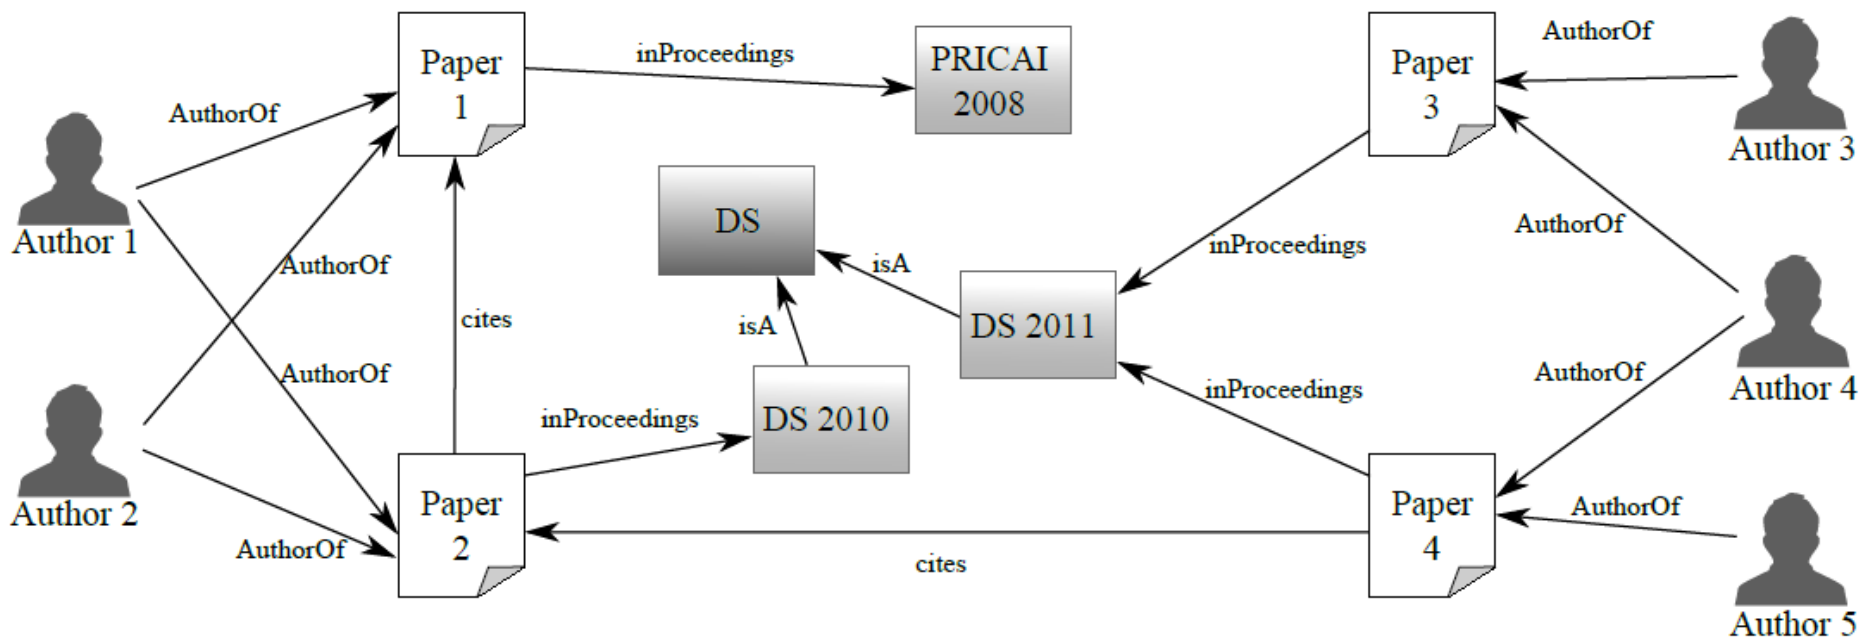 Paper
1
inProceedings
PRICAI
2008
Paper
3
AuthorOf
Author 3
AuthorOf
Author 1
DS
AuthorOf
inProceedings
isA
AuthorOf
cites
isA
DS 2011
AuthorOf
AuthorOf
inProceedings
Author 4
inProceedings
DS 2010
Author 2
Paper
2
AuthorOf
cites
Paper
4
AuthorOf
Author 5